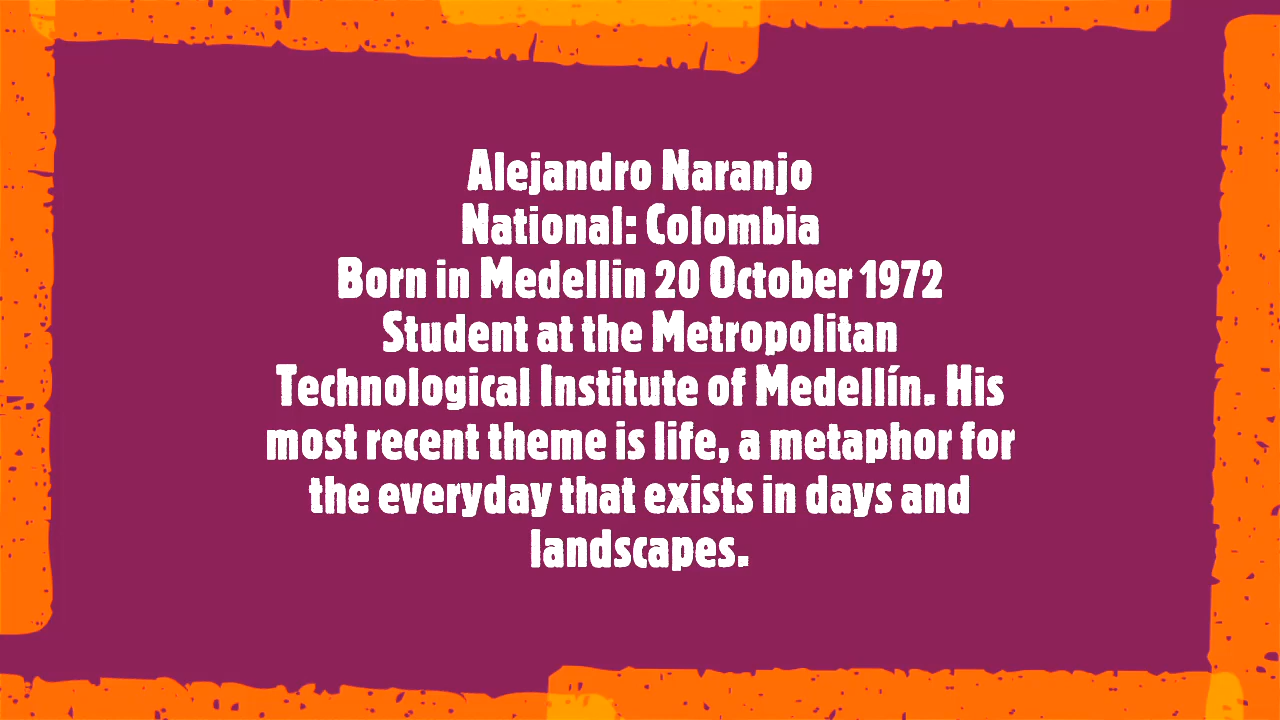 Alejandro Naranjo
National: Colombia
Born in Medellin 20 October 1972
Student at the Metropolitan
Technological Institute of Medellín. His
most recent theme is life, a metaphor for
the everyday that exists in days and
landscapes.